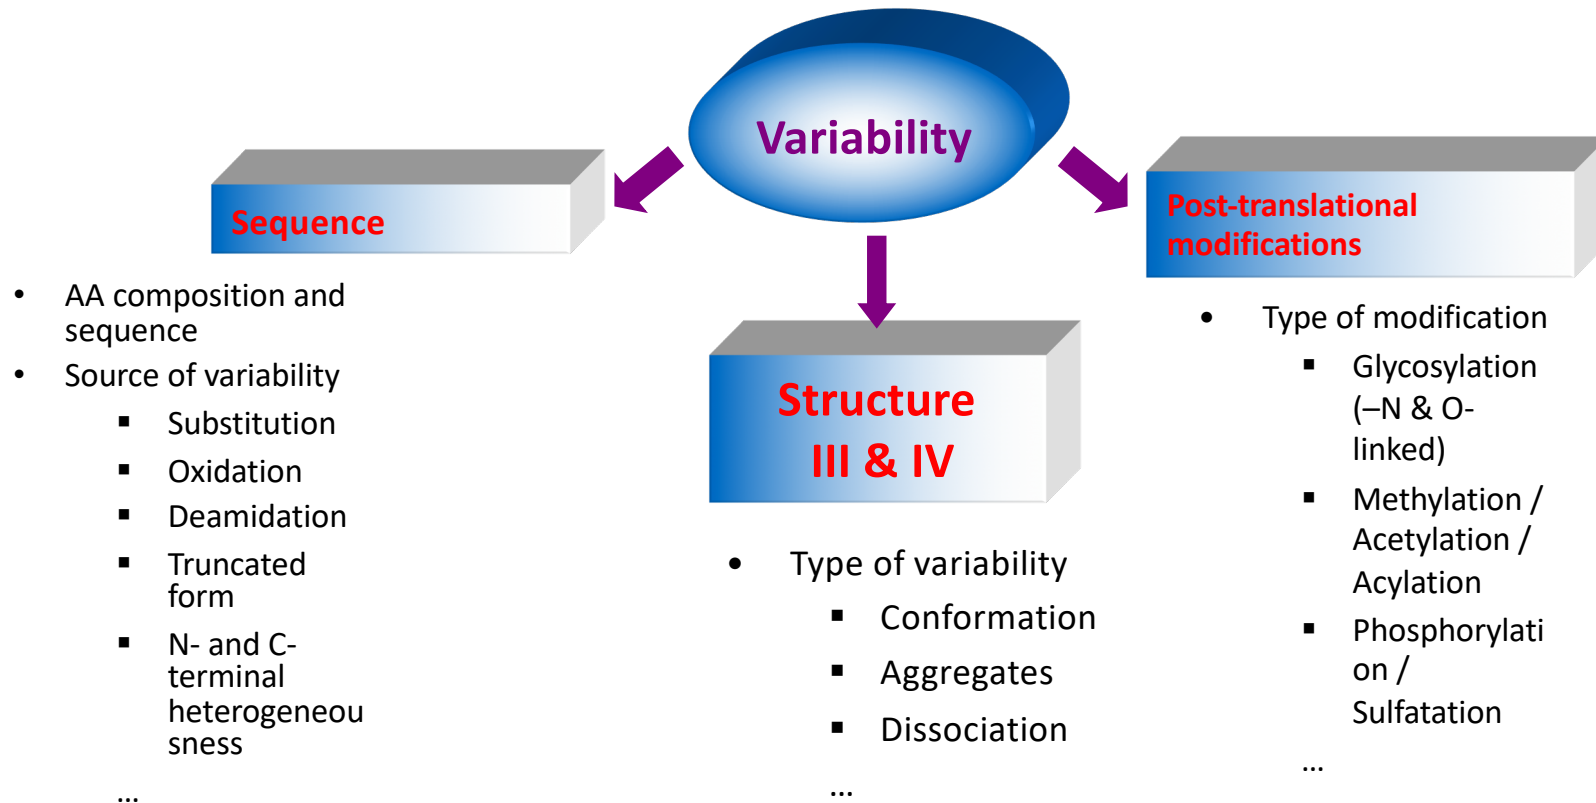 Variability
Sequence
• AA composition and
sequence
• Source of variability
▪ Substitution
▪ Oxidation
▪ Deamidation
▪ Truncated
form
▪ N- and C-
terminal
heterogeneou
sness
...
Structure
III & IV
• Type of variability
▪ Conformation
▪ Aggregates
▪ Dissociation
...
Post-translational
modifications
• Type of modification
▪ Glycosylation
(–N & O-
linked)
▪ Methylation /
Acetylation /
Acylation
▪ Phosphorylati
on /
Sulfatation
...